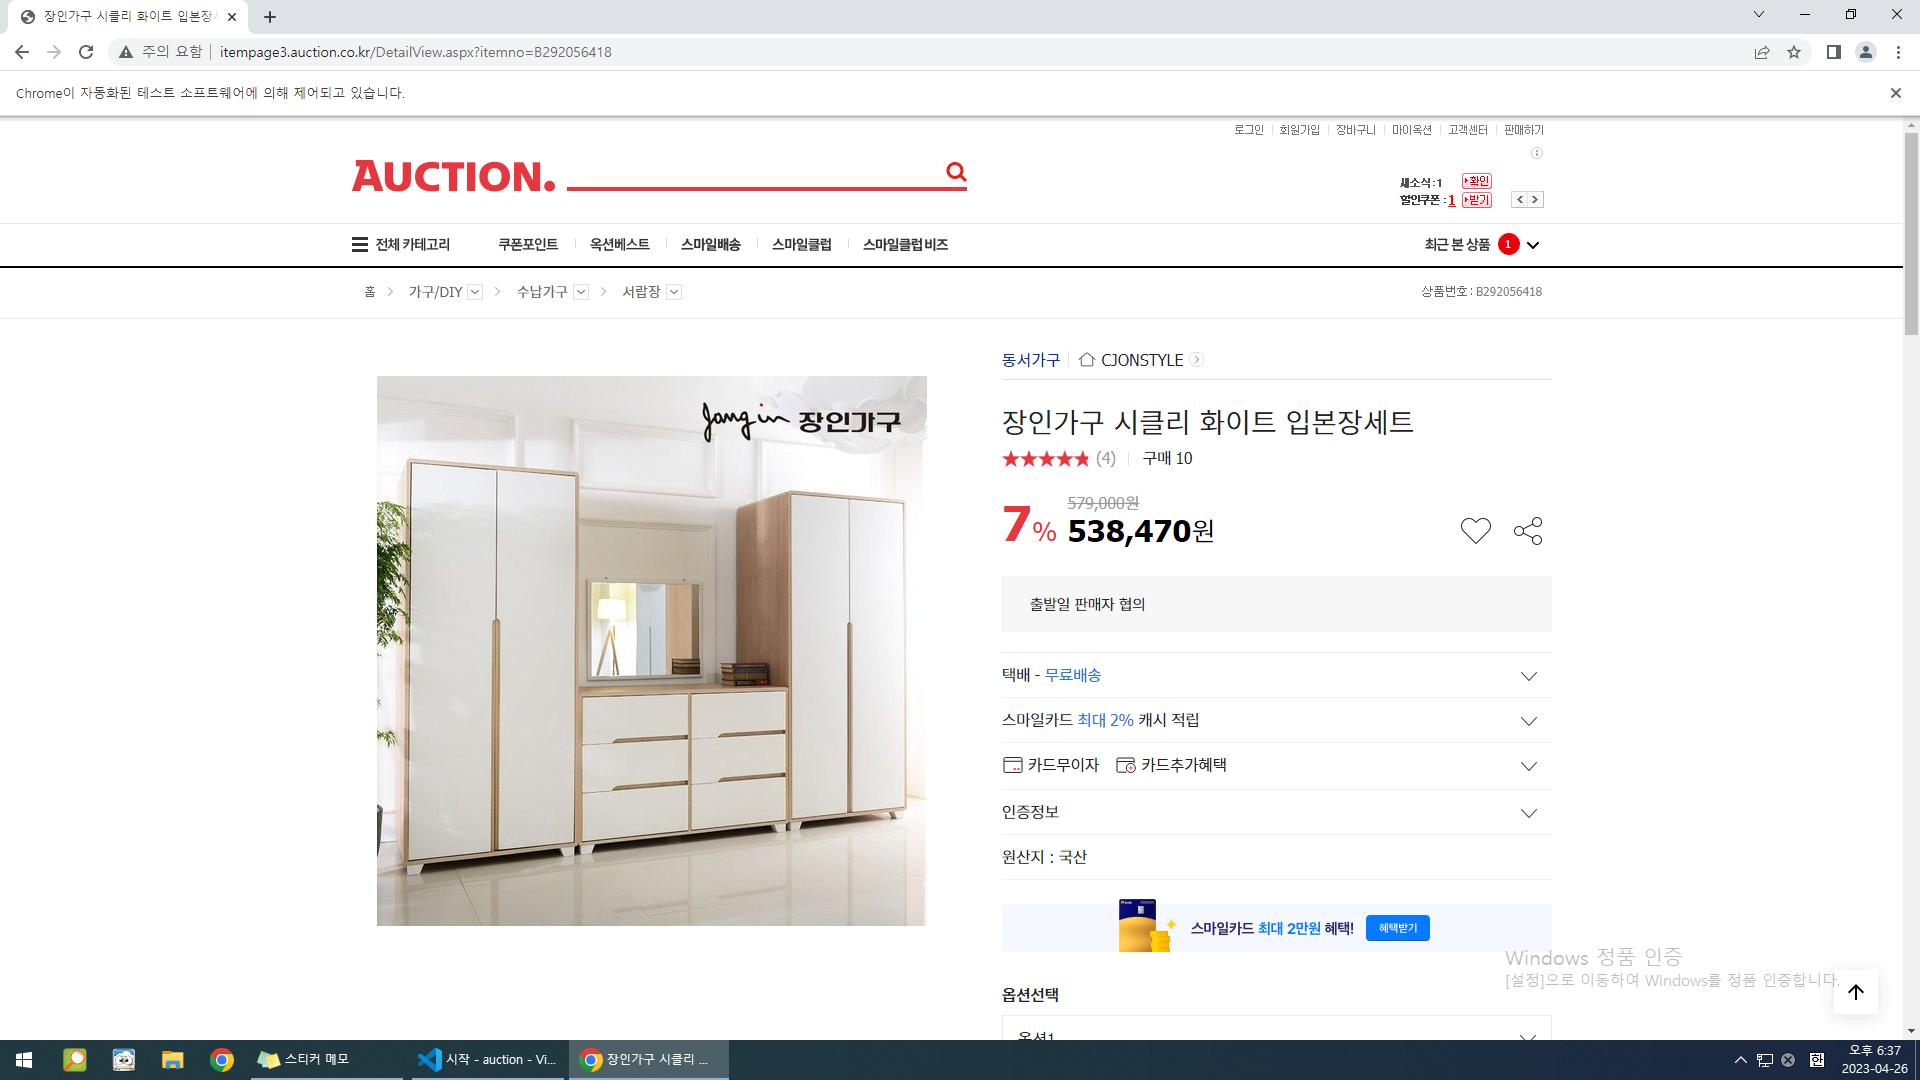 장인가구 시클리 화이트 입본장세
주의 요함 itempage3.auction.co.kr/DetailView.aspx?itemno=B292056418
Chrome이 자동화된 테스트 소프트웨어에 의해 제어되고 있습니다.
로그인 회원가입 장바구니 마이옥션 고객센터 판매하기
AUCTION.
새소식 : 1 확인
할인쿠폰 : 1 받기
전체 카테고리 쿠폰포인트 옥션베스트 스마일배송 스마일클럽 스마일클럽 비즈 최근 본 상품 1
홈 가구/DIY 수납가구 서랍장 상품번호 : B292056418
동서가구 CJONSTYLE
Jangin 장인가구
장인가구 시클리 화이트 입본장세트
(4) 구매 10
579,000원
7% 538,470원
출발일 판매자 협의
택배 - 무료배송
스마일카드 최대 2% 캐시 적립
카드무이자 카드추가혜택
인증정보
원산지 : 국산
스마일카드 최대 2만원 혜택! 혜택받기
Windows 정품 인증
[설정]으로 이동하여 Windows를 정품 인증합니다.
옵션선택
옵션1
스티커 메모 시작 - auction - Vi... 장인가구 시클리 ... 한 오후 6:37
2023-04-26